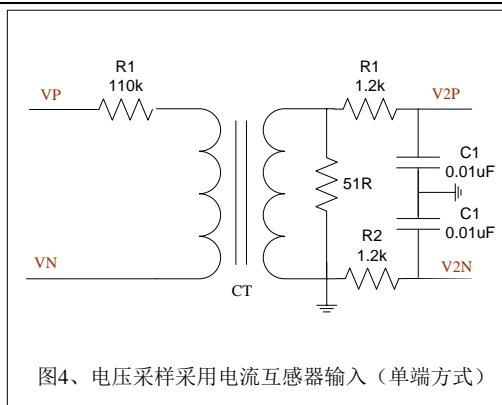 R1
110k
VP
R1
1.2k
V2P
C1
0.01uF
51R
C1
0.01uF
R2
1.2k
VN
CT
V2N
图4、电压采样采用电流互感器输入（单端方式）